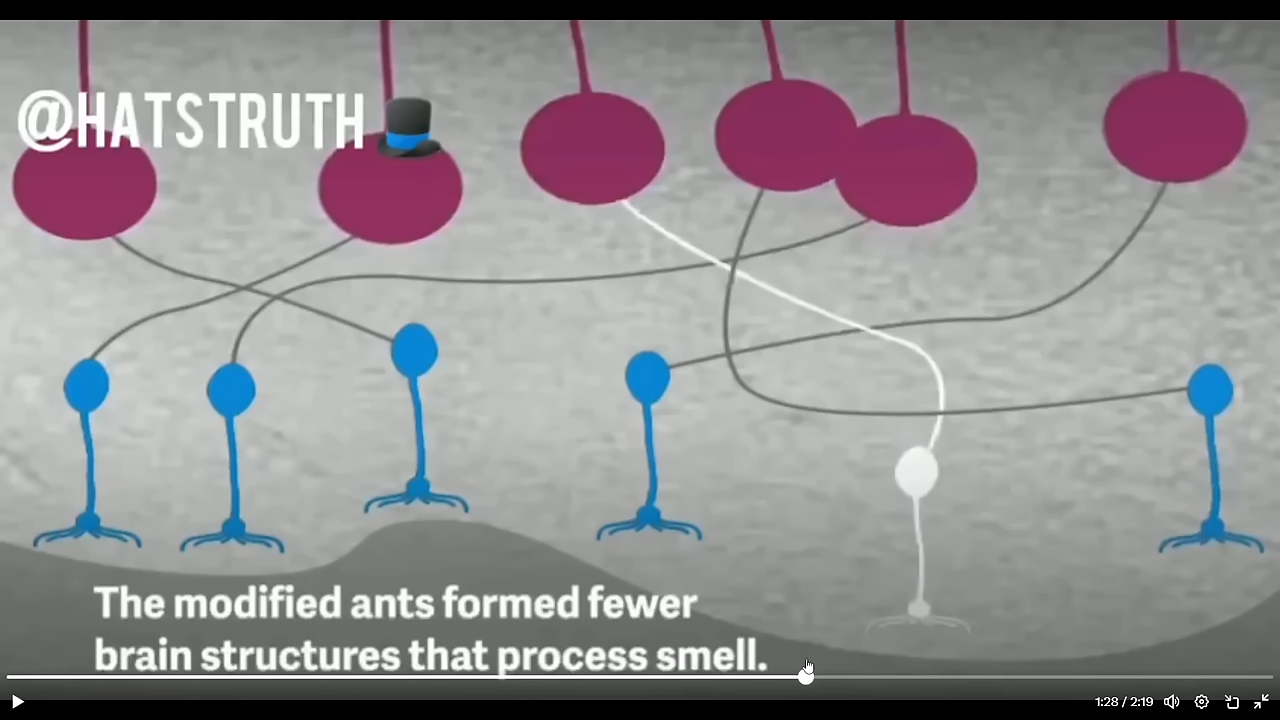 @HATSTRUTH
The modified ants formed fewer
brain structures that process smell.
1:28 / 2:19